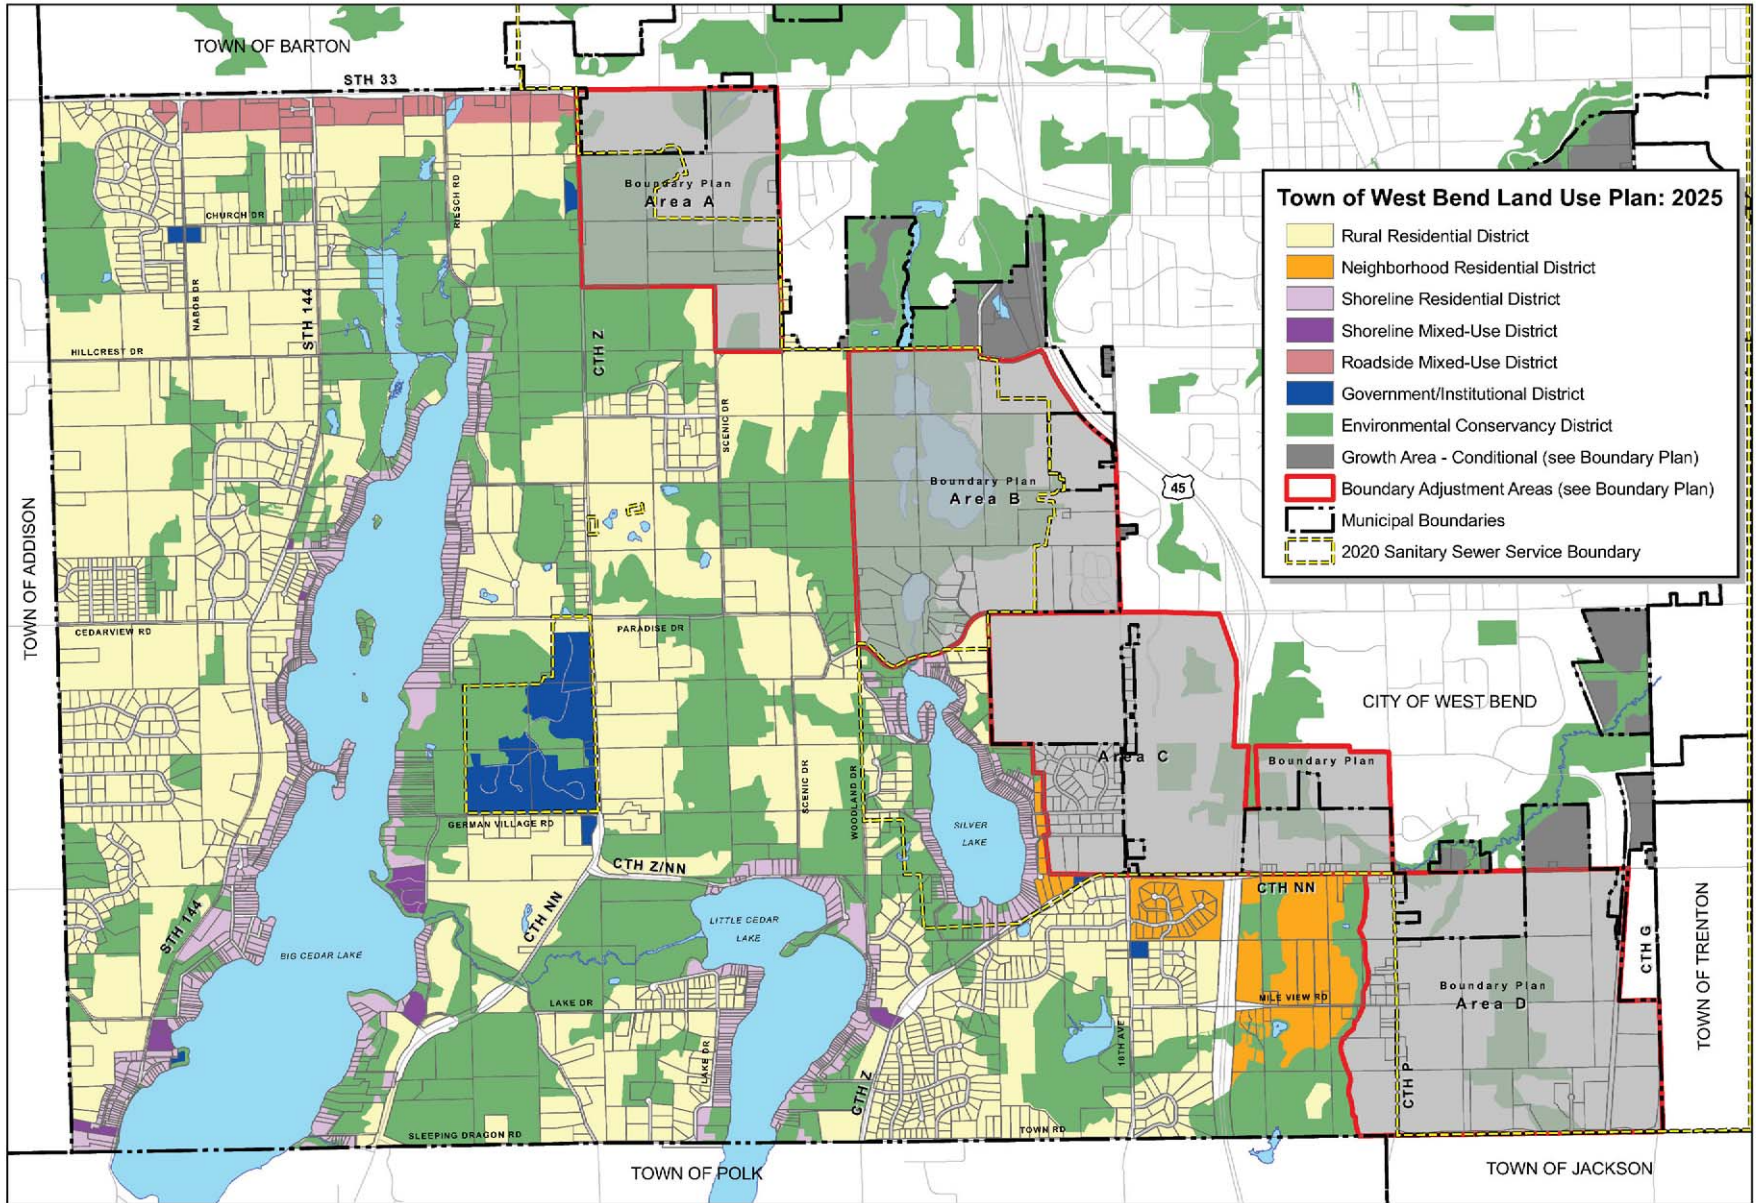 TOWN OF BARTON
STH 33
Boundary Plan
Area A
RIESCH RD
CHURCH DR
NABOB DR
STH 144
HILLCREST DR
CTH Z
SCENIC DR
Town of West Bend Land Use Plan: 2025
Rural Residential District
Neighborhood Residential District
Shoreline Residential District
Shoreline Mixed-Use District
Roadside Mixed-Use District
Government/Institutional District
Environmental Conservancy District
Growth Area - Conditional (see Boundary Plan)
Boundary Adjustment Areas (see Boundary Plan)
Municipal Boundaries
2020 Sanitary Sewer Service Boundary
Boundary Plan
Area B
45
TOWN OF ADDISON
CEDARVIEW RD
PARADISE DR
CITY OF WEST BEND
Area C
Boundary Plan
SCENIC DR
WOODLAND DR
GERMAN VILLAGE RD
SILVER
LAKE
CTH Z/NN
CTH NN
CTH NN
STH 144
LITTLE CEDAR
LAKE
BIG CEDAR LAKE
CTH G
TOWN OF TRENTON
LAKE DR
MILE VIEW RD
Boundary Plan
Area D
18TH AVE
LAKE DR
CTH Z
CTH P
SLEEPING DRAGON RD
TOWN RD
TOWN OF POLK
TOWN OF JACKSON